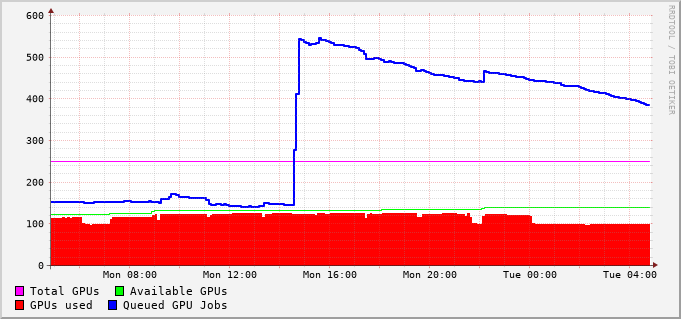 600
500
400
300
200
100
0
Mon 08:00 Mon 12:00 Mon 16:00 Mon 20:00 Tue 00:00 Tue 04:00
Total GPUs Available GPUs
GPUs used Queued GPU Jobs
RRDTOOL / TOBI OETIKER